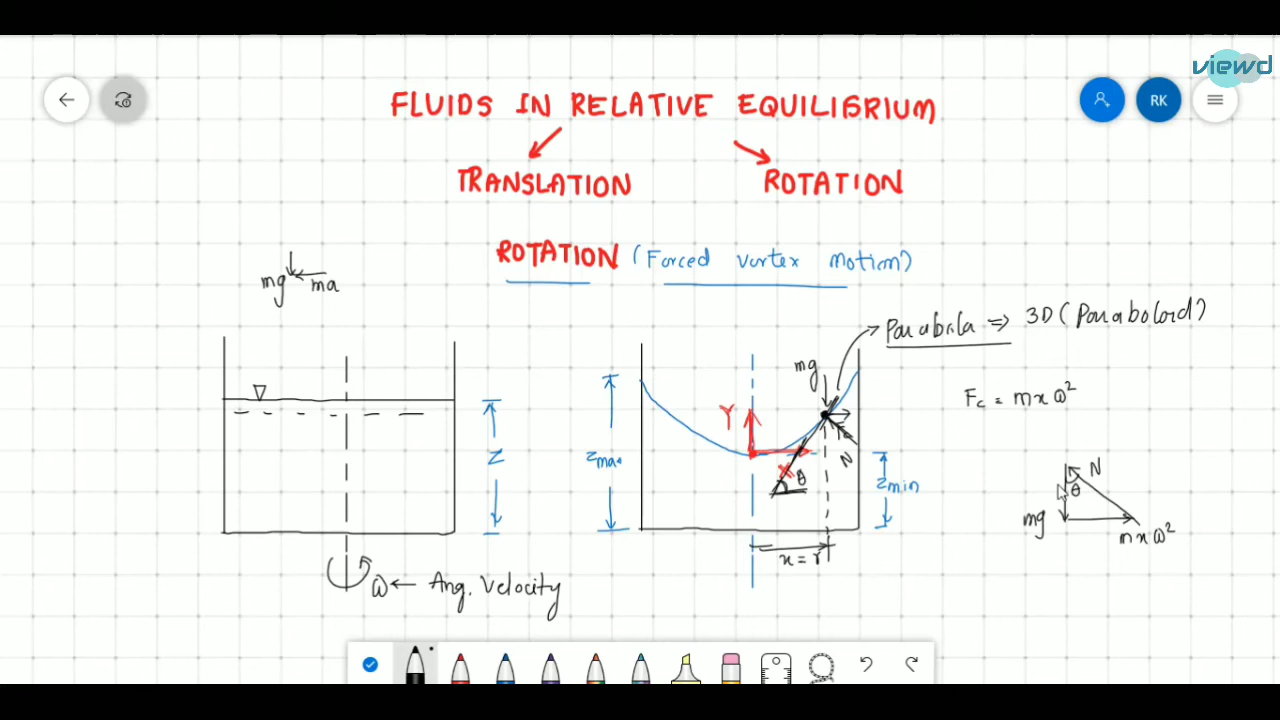 viewd
RK
FLUIDS IN RELATIVE EQUILIBRIUM
TRANSLATION ROTATION
ROTATION (Forced vortex motion)
mg ma
Parabola ⇒ 3D (Paraboloid)
mg
Fc = mxω²
Y
Z
zmax
N
X θ
zmin
N
θ
mg
mxω²
x = r
ω ← Ang. Velocity